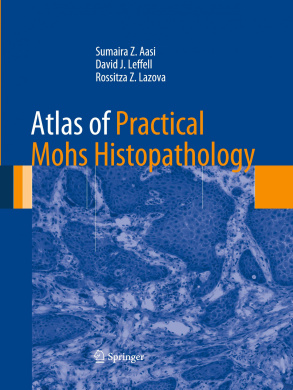 Sumaira Z. Aasi
David J. Leffell
Rossitza Z. Lazova
Atlas of Practical
Mohs Histopathology
Springer